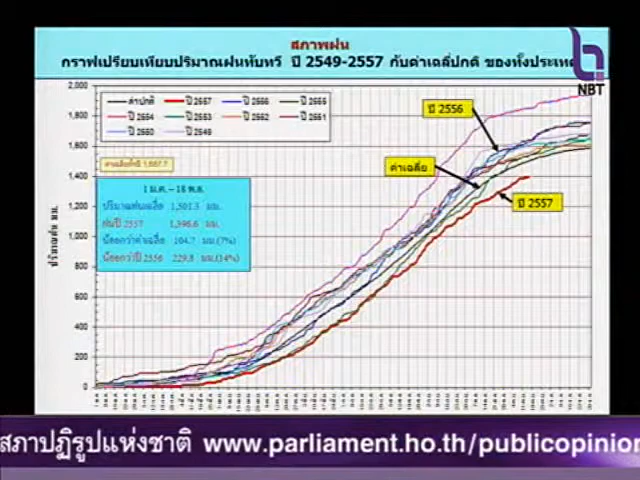 สภาพฝน
กราฟเปรียบเทียบปริมาณฝนทับทวี ปี 2549-2557 กับค่าเฉลี่ปกติ ของทั้งประเทศ
NBT
2,000
1,800
1,600
1,400
1,200
1,000
800
600
400
200
0
ค่าปกติ ปี 2557 ปี 2556 ปี 2555
ปี 2554 ปี 2553 ปี 2552 ปี 2551
ปี 2550 ปี 2549
1 ม.ค. – 18 พ.ย.
ปริมาณฝนเฉลี่ย 1,501.3 มม.
ฝนปี 2557 1,396.6 มม.
น้อยกว่าค่าเฉลี่ย 104.7 มม.(7%)
น้อยกว่าปี 2556 229.8 มม.(14%)
ปี 2556
ค่าเฉลี่ย
ปี 2557
สภาปฏิรูปแห่งชาติ www.parliament.ho.th/publicopinion